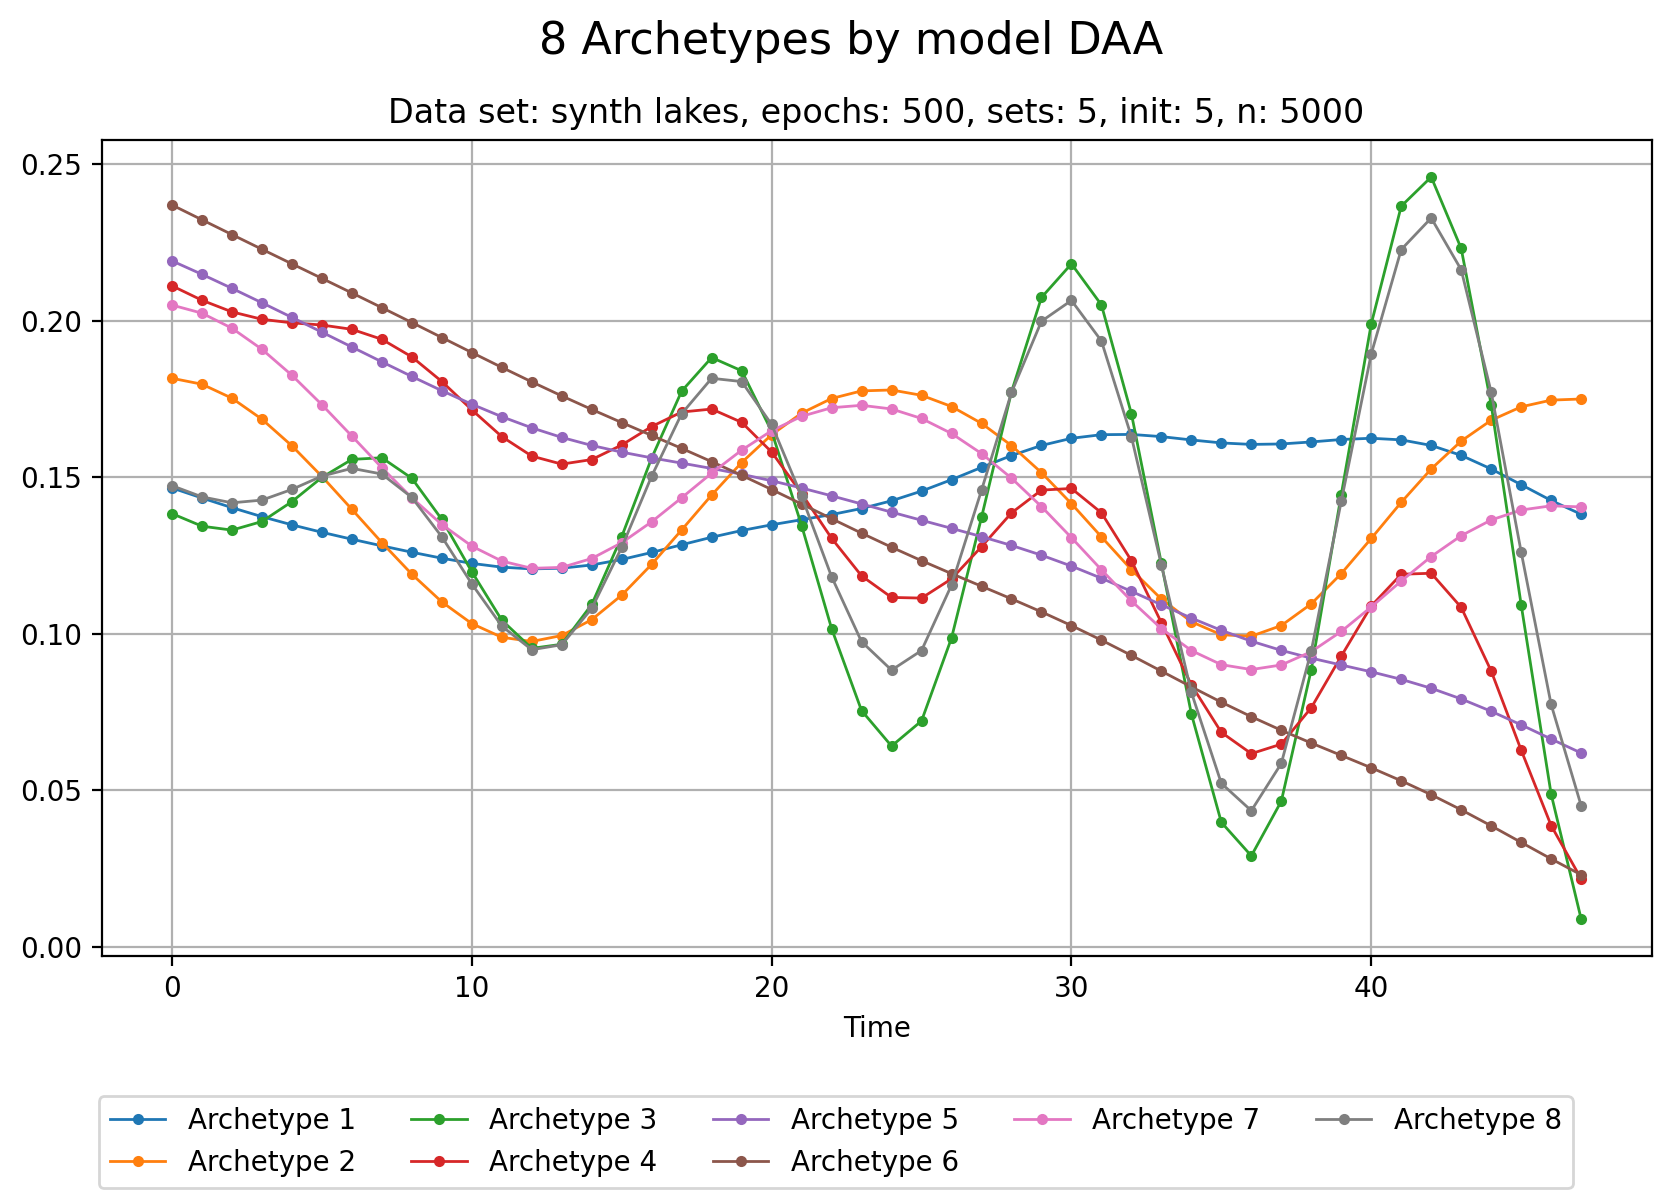 8 Archetypes by model DAA
Data set: synth lakes, epochs: 500, sets: 5, init: 5, n: 5000
0.25
0.20
0.15
0.10
0.05
0.00
0 10 20 30 40
Time
Archetype 1 Archetype 3 Archetype 5 Archetype 7 Archetype 8
Archetype 2 Archetype 4 Archetype 6